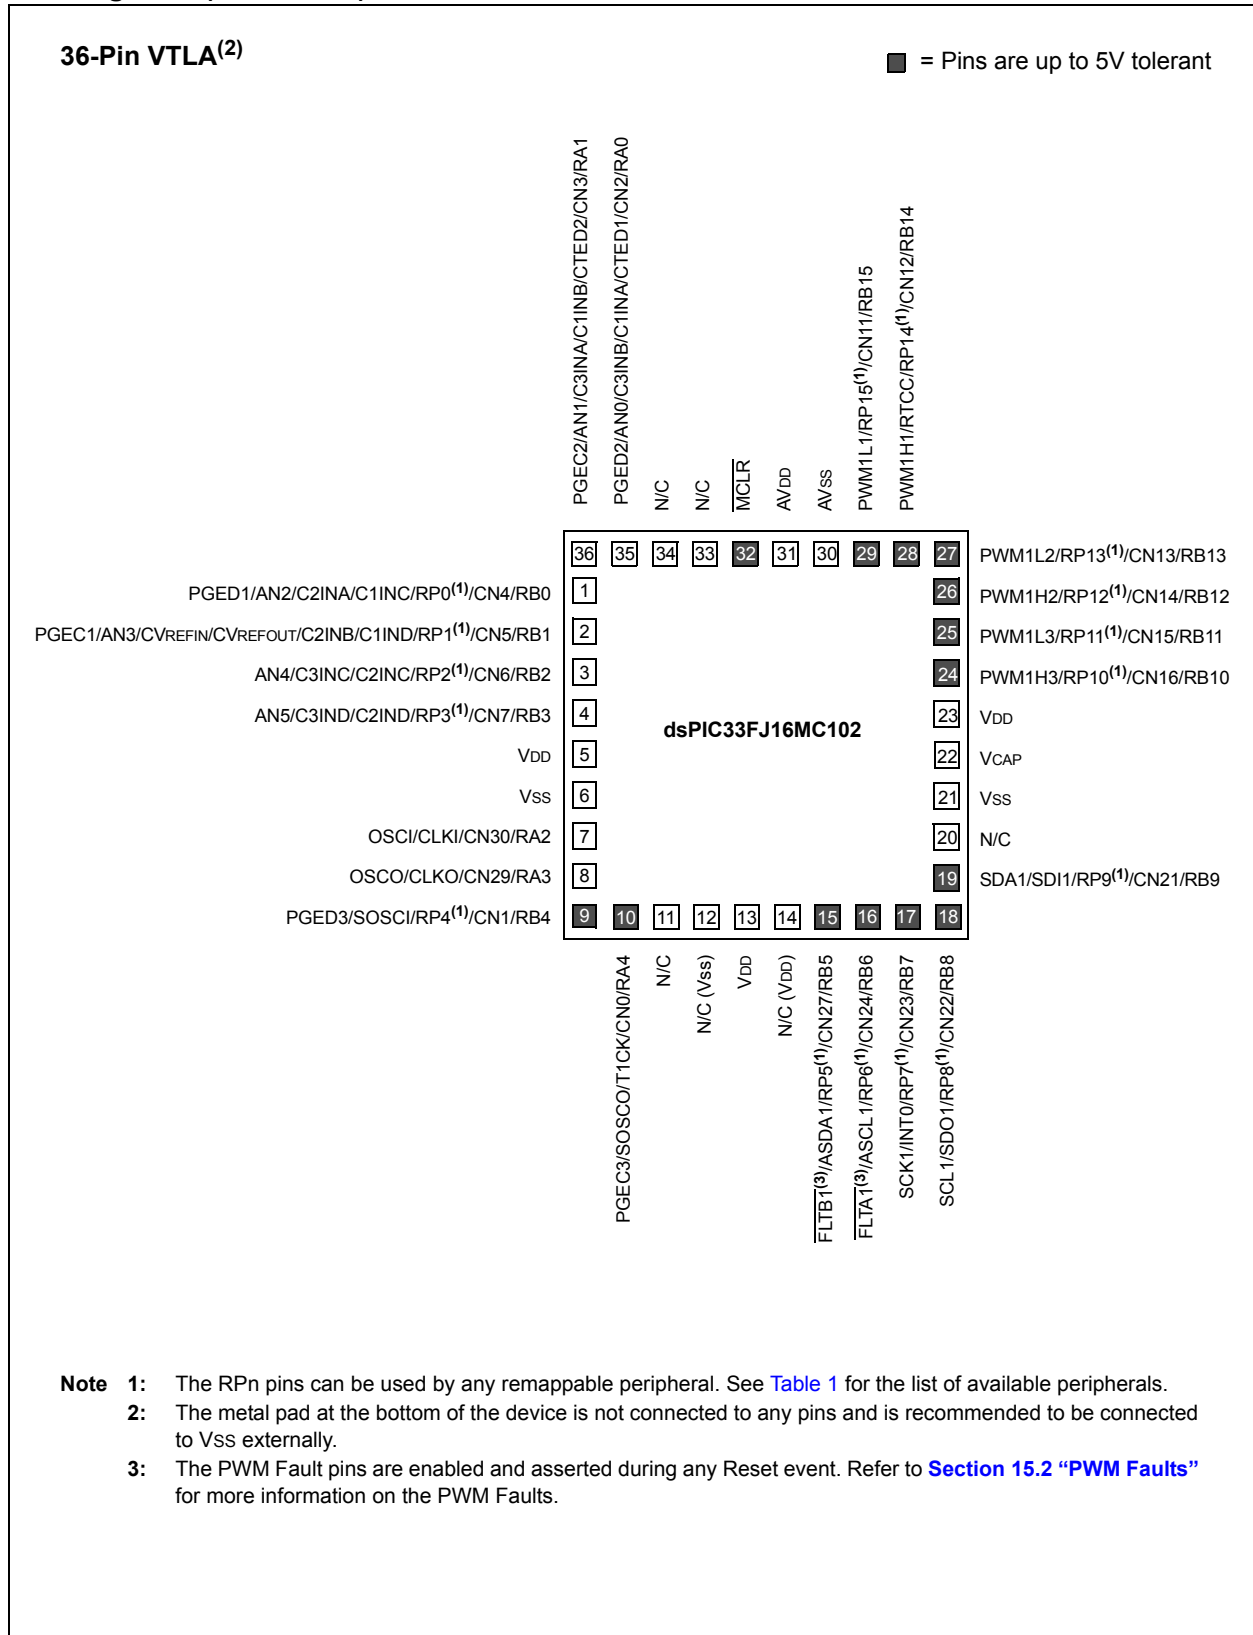 36-Pin VTLA(2)
= Pins are up to 5V tolerant
PGEC2/AN1/C3INA/C1INB/CTED2/CN3/RA1
PGED2/AN0/C3INB/C1INA/CTED1/CN2/RA0
N/C
N/C
MCLR
AVDD
AVSS
PWM1L1/RP15(1)/CN11/RB15
PWM1H1/RTCC/RP14(1)/CN12/RB14
36 35 34 33 32 31 30 29 28 27 PWM1L2/RP13(1)/CN13/RB13
PGED1/AN2/C2INA/C1INC/RP0(1)/CN4/RB0 1 26 PWM1H2/RP12(1)/CN14/RB12
PGEC1/AN3/CVREFIN/CVREFOUT/C2INB/C1IND/RP1(1)/CN5/RB1 2 25 PWM1L3/RP11(1)/CN15/RB11
AN4/C3INC/C2INC/RP2(1)/CN6/RB2 3 24 PWM1H3/RP10(1)/CN16/RB10
AN5/C3IND/C2IND/RP3(1)/CN7/RB3 4 dsPIC33FJ16MC102 23 VDD
VDD 5 22 VCAP
VSS 6 21 VSS
OSCI/CLKI/CN30/RA2 7 20 N/C
OSCO/CLKO/CN29/RA3 8 19 SDA1/SDI1/RP9(1)/CN21/RB9
PGED3/SOSCI/RP4(1)/CN1/RB4 9 10 11 12 13 14 15 16 17 18
PGEC3/SOSCO/T1CK/CN0/RA4
N/C
N/C (Vss)
VDD
N/C (VDD)
FLTB1(3)/ASDA1/RP5(1)/CN27/RB5
FLTA1(3)/ASCL1/RP6(1)/CN24/RB6
SCK1/INT0/RP7(1)/CN23/RB7
SCL1/SDO1/RP8(1)/CN22/RB8
Note 1: The RPn pins can be used by any remappable peripheral. See Table 1 for the list of available peripherals.
2: The metal pad at the bottom of the device is not connected to any pins and is recommended to be connected
to VSS externally.
3: The PWM Fault pins are enabled and asserted during any Reset event. Refer to Section 15.2 “PWM Faults”
for more information on the PWM Faults.